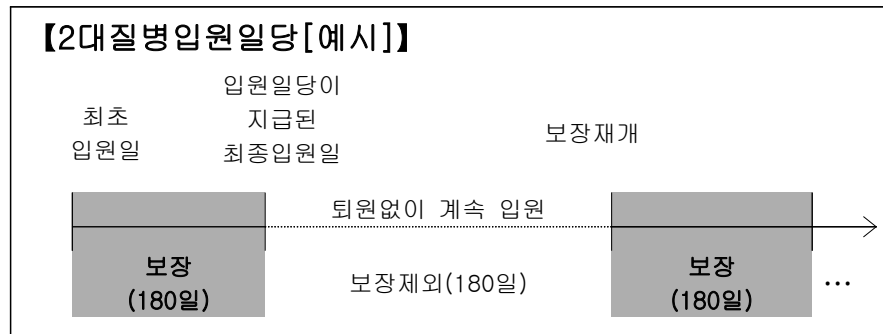 【2대질병입원일당[예시]】
최초
입원일
입원일당이
지급된
최종입원일
보장재개
퇴원없이 계속 입원
보장
(180일)
보장제외(180일)
보장
(180일)
…